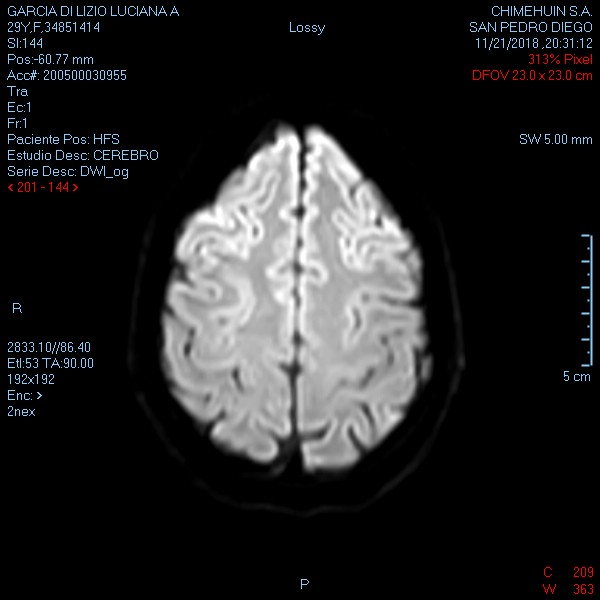 GARCIA DI LIZIO LUCIANA A
29Y,F,34851414
Sl:144
Pos:-60.77 mm
Acc#: 200500030955
Tra
Ec:1
Fr:1
Paciente Pos: HFS
Estudio Desc: CEREBRO
Serie Desc: DWI_og
< 201 - 144 >
Lossy
CHIMEHUIN S.A.
SAN PEDRO DIEGO
11/21/2018 ,20:31:12
313% Pixel
DFOV 23.0 x 23.0 cm
SW 5.00 mm
R
5 cm
2833.10//86.40
Etl:53 TA:90.00
192x192
Enc: >
2nex
P
C 209
W 363